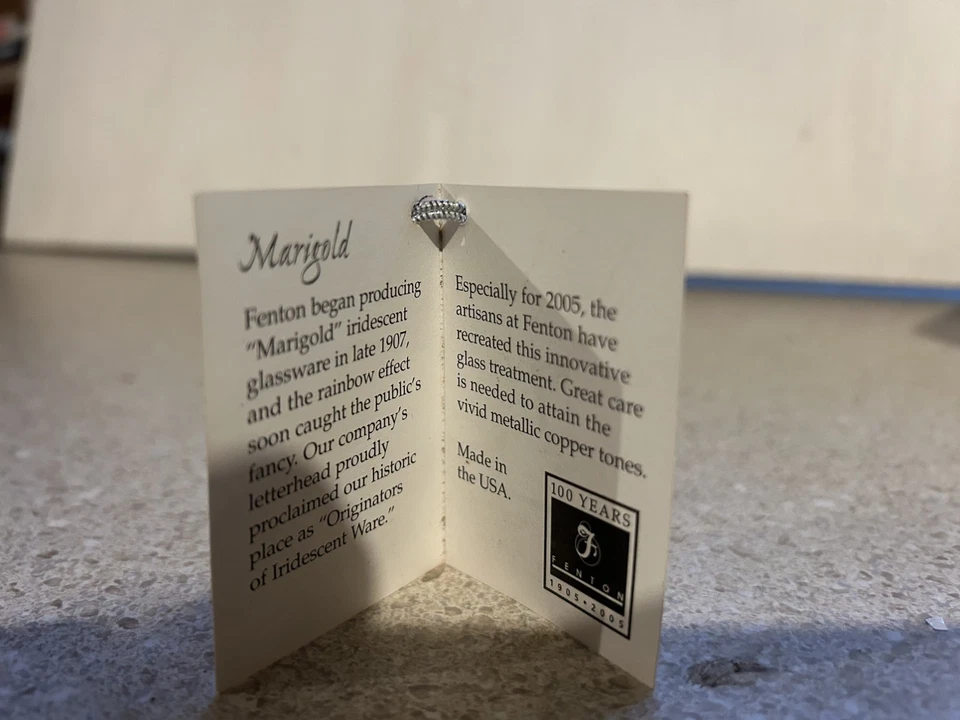 Marigold
Fenton began producing
"Marigold" iridescent
glassware in late 1907,
and the rainbow effect
soon caught the public's
fancy. Our company's
letterhead proudly
proclaimed our historic
place as "Originators
of Iridescent Ware."
Especially for 2005, the
artisans at Fenton have
recreated this innovative
glass treatment. Great care
is needed to attain the
vivid metallic copper tones.
Made in
the USA.
100 YEARS
f
FENTON
1905•2005